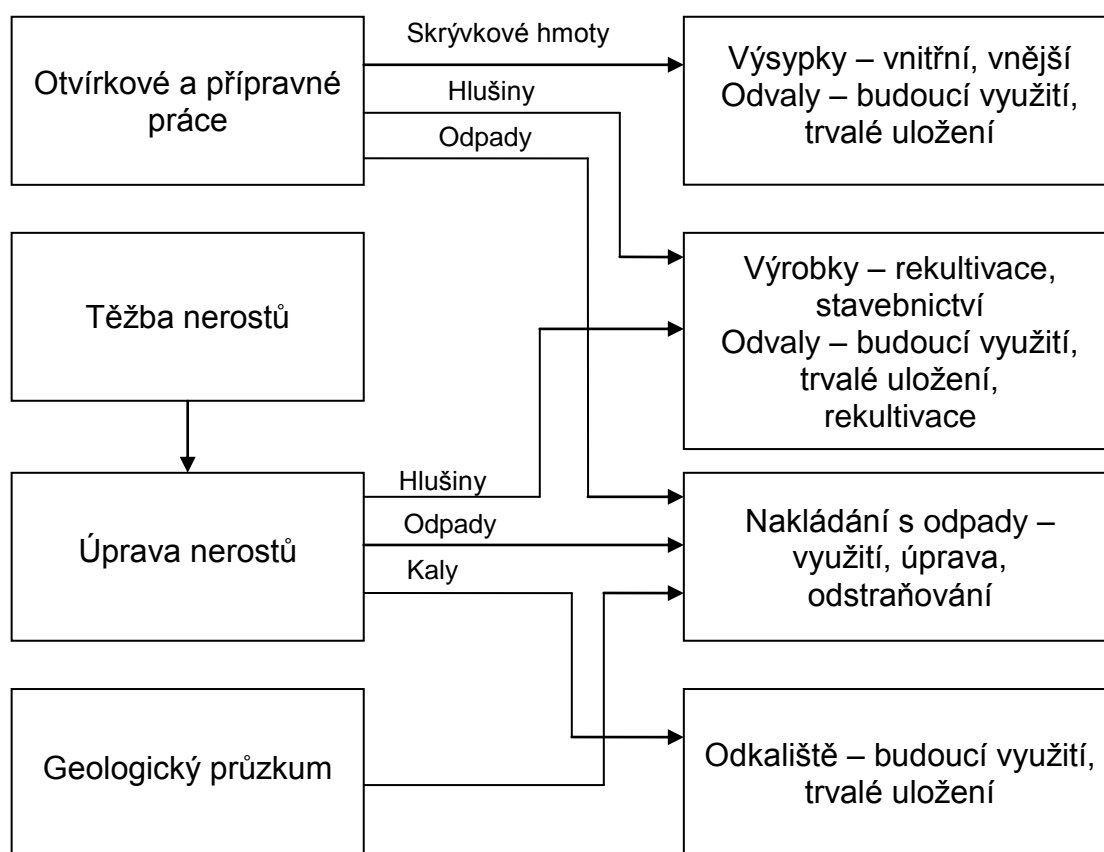 Otvírkové a přípravné
práce
Skrývkové hmoty
Hlušiny
Odpady
Výsypky – vnitřní, vnější
Odvaly – budoucí využití,
trvalé uložení
Těžba nerostů
Výrobky – rekultivace,
stavebnictví
Odvaly – budoucí využití,
trvalé uložení,
rekultivace
Úprava nerostů
Hlušiny
Odpady
Kaly
Nakládání s odpady –
využití, úprava,
odstraňování
Geologický průzkum
Odkaliště – budoucí využití,
trvalé uložení